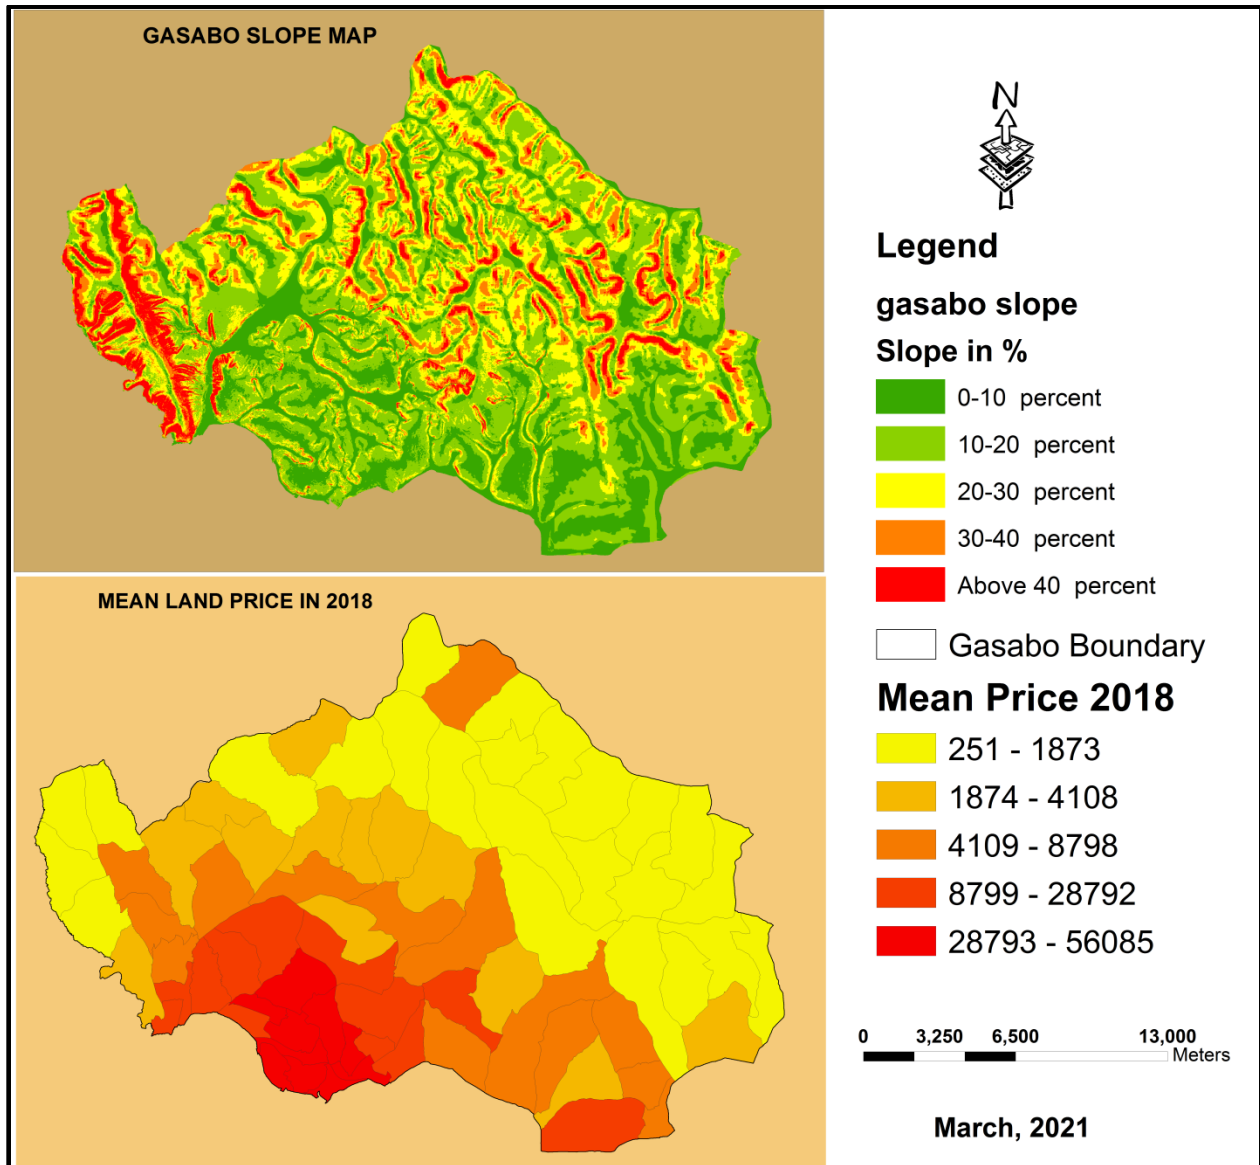 GASABO SLOPE MAP
N
Legend
gasabo slope
Slope in %
0-10 percent
10-20 percent
20-30 percent
30-40 percent
Above 40 percent
Gasabo Boundary
MEAN LAND PRICE IN 2018
Mean Price 2018
251 - 1873
1874 - 4108
4109 - 8798
8799 - 28792
28793 - 56085
0 3,250 6,500 13,000
Meters
March, 2021